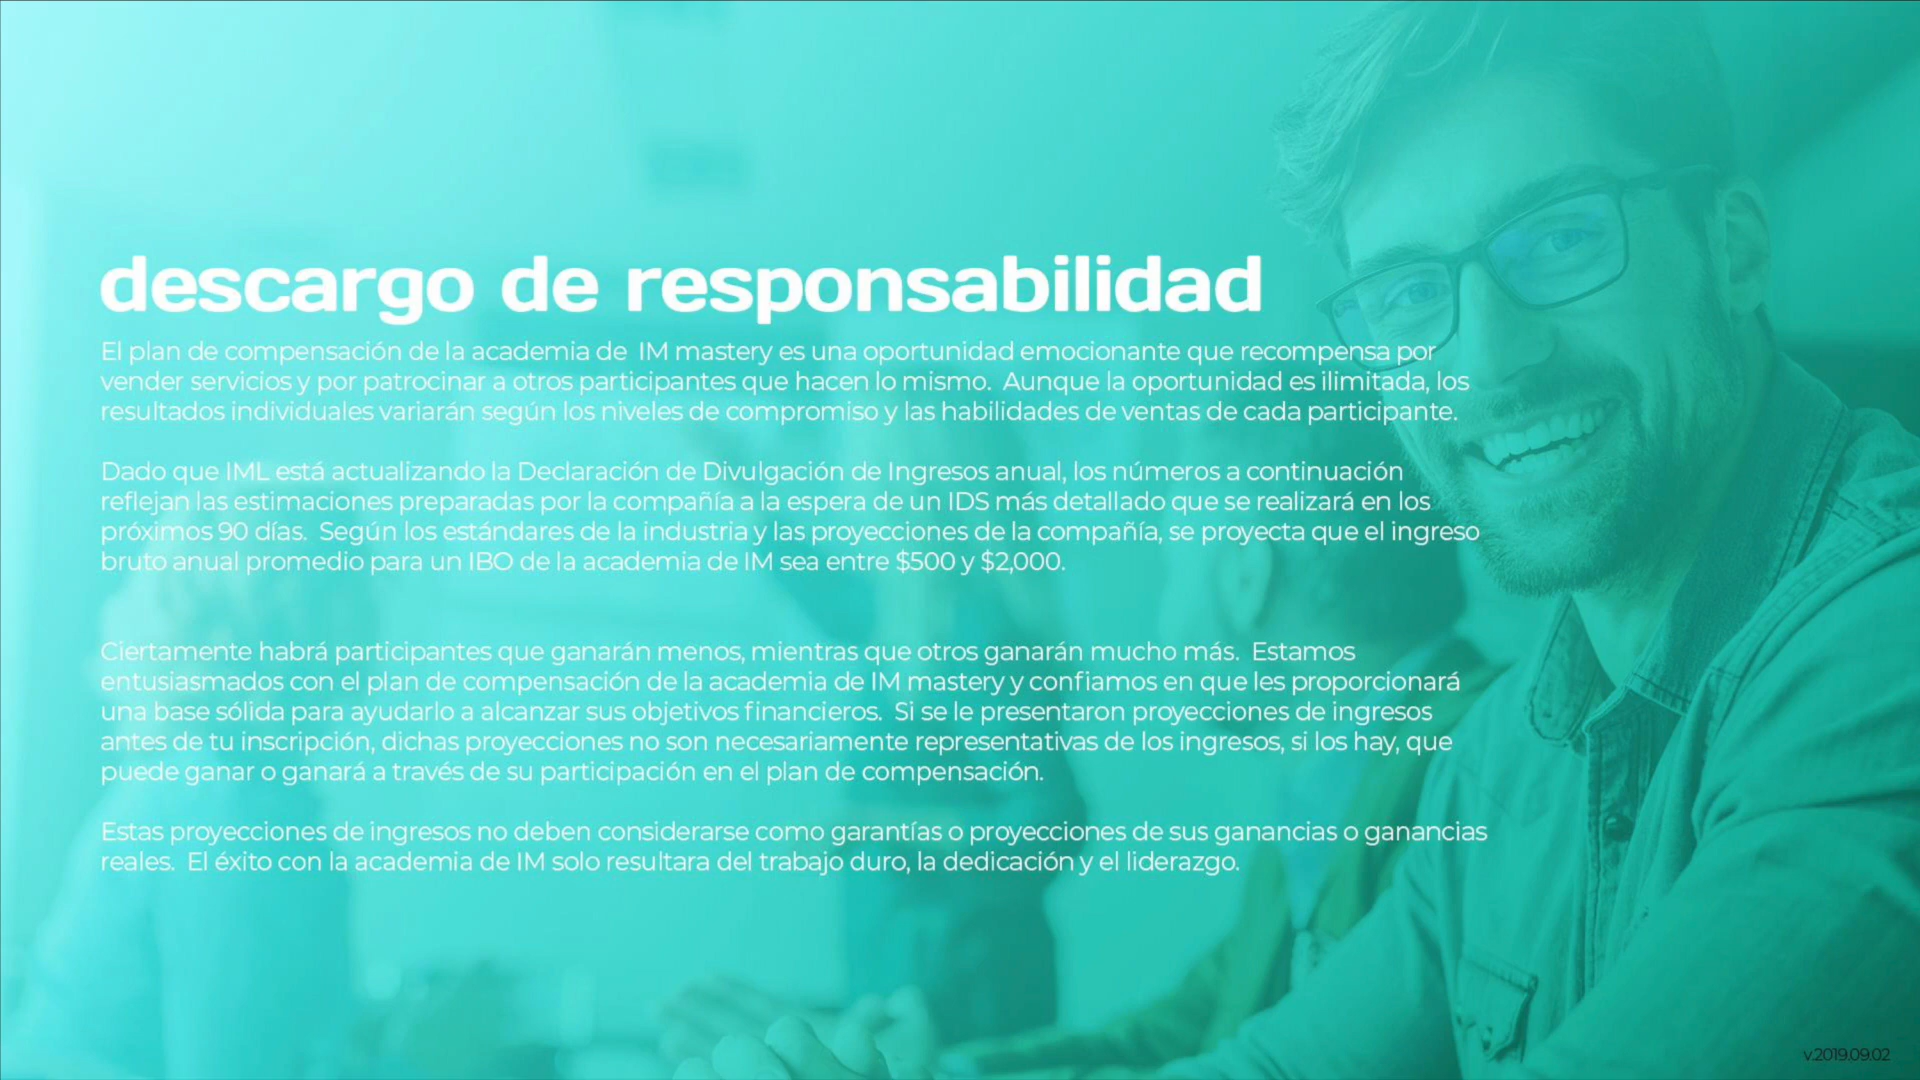 descargo de responsabilidad
El plan de compensación de la academia de IM mastery es una oportunidad emocionante que recompensa por
vender servicios y por patrocinar a otros participantes que hacen lo mismo. Aunque la oportunidad es ilimitada, los
resultados individuales variarán según los niveles de compromiso y las habilidades de ventas de cada participante.
Dado que IML está actualizando la Declaración de Divulgación de Ingresos anual, los números a continuación
reflejan las estimaciones preparadas por la compañía a la espera de un IDS más detallado que se realizará en los
próximos 90 días. Según los estándares de la industria y las proyecciones de la compañía, se proyecta que el ingreso
bruto anual promedio para un IBO de la academia de IM sea entre $500 y $2,000.
Ciertamente habrá participantes que ganarán menos, mientras que otros ganarán mucho más. Estamos
entusiasmados con el plan de compensación de la academia de IM mastery y confiamos en que les proporcionará
una base sólida para ayudarlo a alcanzar sus objetivos financieros. Si se le presentaron proyecciones de ingresos
antes de tu inscripción, dichas proyecciones no son necesariamente representativas de los ingresos, si los hay, que
puede ganar o ganará a través de su participación en el plan de compensación.
Estas proyecciones de ingresos no deben considerarse como garantías o proyecciones de sus ganancias o ganancias
reales. El éxito con la academia de IM solo resultara del trabajo duro, la dedicación y el liderazgo.
v.2019.09.02